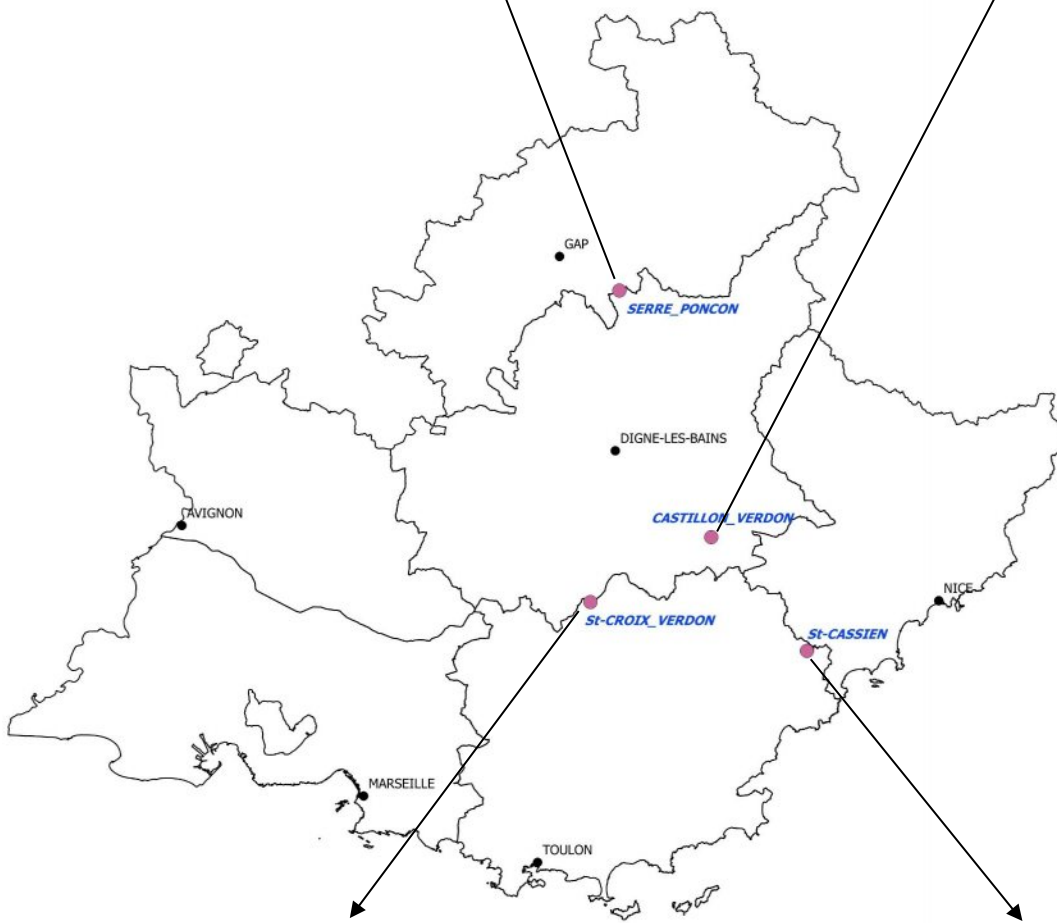 GAP
SERRE_PONCON
DIGNE-LES-BAINS
AVIGNON
CASTILLON_VERDON
NICE
St-CROIX_VERDON
St-CASSIEN
MARSEILLE
TOULON